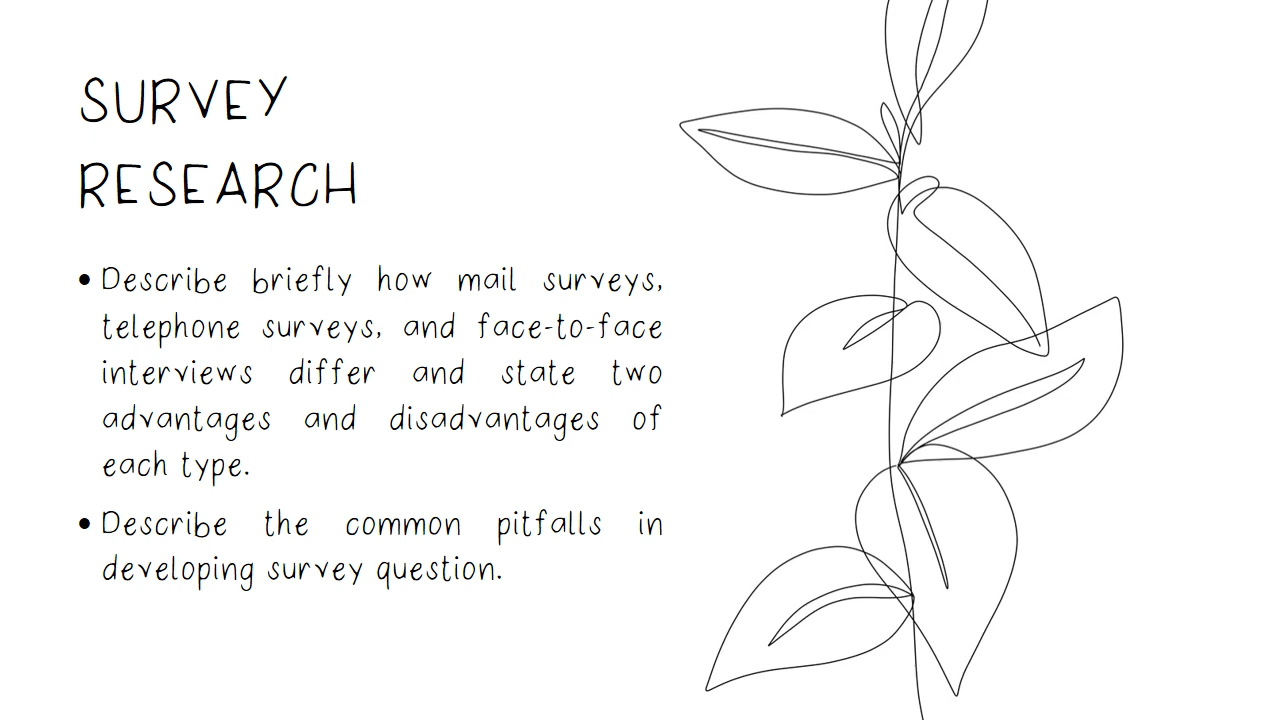 SURVEY
RESEARCH
• Describe briefly how mail surveys,
telephone surveys, and face-to-face
interviews differ and state two
advantages and disadvantages of
each type.
• Describe the common pitfalls in
developing survey question.